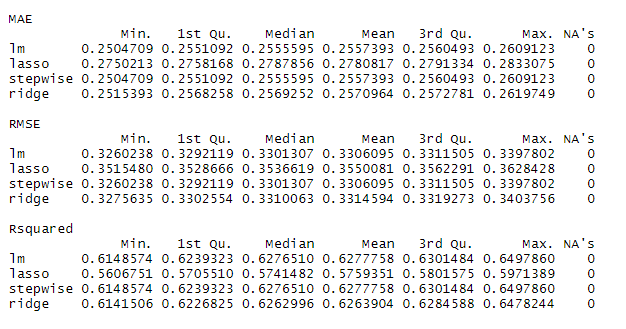 MAE
Min. 1st Qu. Median Mean 3rd Qu. Max. NA's
lm 0.2504709 0.2551092 0.2555595 0.2557393 0.2560493 0.2609123 0
lasso 0.2750213 0.2758168 0.2787856 0.2780817 0.2791334 0.2833075 0
stepwise 0.2504709 0.2551092 0.2555595 0.2557393 0.2560493 0.2609123 0
ridge 0.2515393 0.2568258 0.2569252 0.2570964 0.2572781 0.2619749 0
RMSE
Min. 1st Qu. Median Mean 3rd Qu. Max. NA's
lm 0.3260238 0.3292119 0.3301307 0.3306095 0.3311505 0.3397802 0
lasso 0.3515480 0.3528666 0.3536619 0.3550081 0.3562291 0.3628428 0
stepwise 0.3260238 0.3292119 0.3301307 0.3306095 0.3311505 0.3397802 0
ridge 0.3275635 0.3302554 0.3310063 0.3314594 0.3319273 0.3403756 0
Rsquared
Min. 1st Qu. Median Mean 3rd Qu. Max. NA's
lm 0.6148574 0.6239323 0.6276510 0.6277758 0.6301484 0.6497860 0
lasso 0.5606751 0.5705510 0.5741482 0.5759351 0.5801575 0.5971389 0
stepwise 0.6148574 0.6239323 0.6276510 0.6277758 0.6301484 0.6497860 0
ridge 0.6141506 0.6226825 0.6262996 0.6263904 0.6284588 0.6478244 0